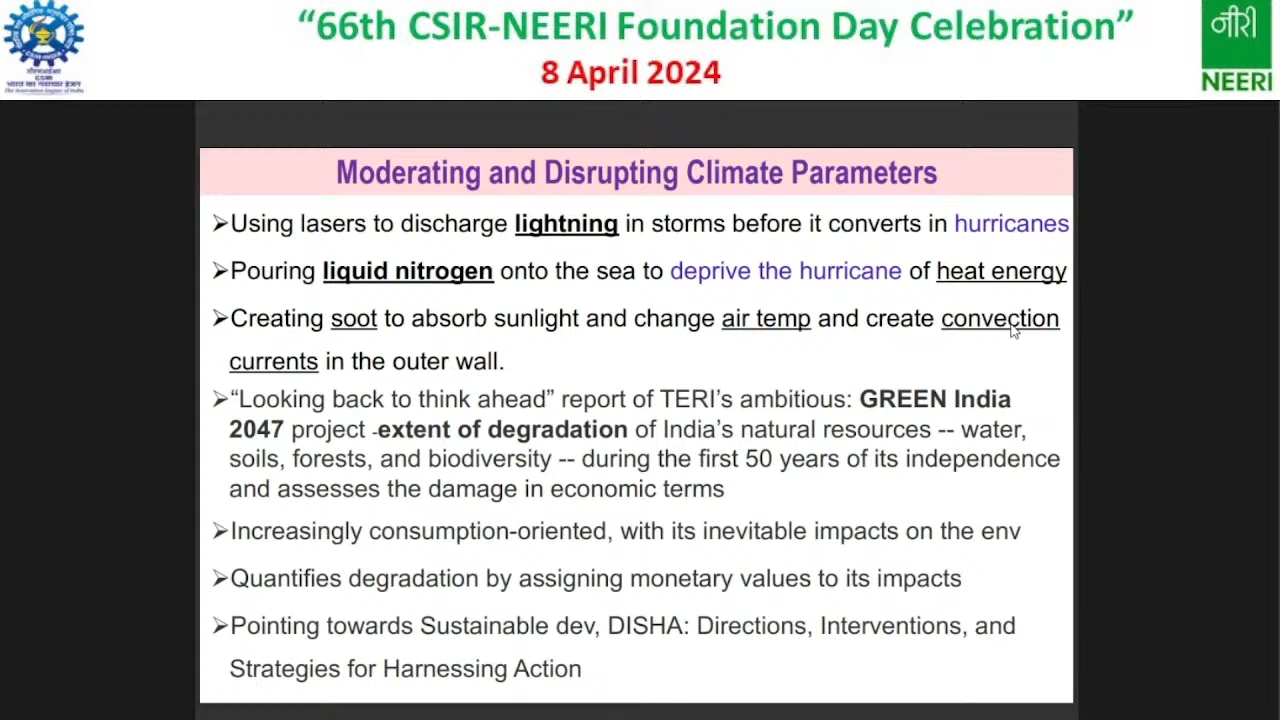 “66th CSIR-NEERI Foundation Day Celebration”
8 April 2024
CSIR
The Innovation Engine of India
नीरी
NEERI
Moderating and Disrupting Climate Parameters
➢Using lasers to discharge lightning in storms before it converts in hurricanes
➢Pouring liquid nitrogen onto the sea to deprive the hurricane of heat energy
➢Creating soot to absorb sunlight and change air temp and create convection
currents in the outer wall.
➢“Looking back to think ahead” report of TERI’s ambitious: GREEN India
2047 project -extent of degradation of India’s natural resources -- water,
soils, forests, and biodiversity -- during the first 50 years of its independence
and assesses the damage in economic terms
➢Increasingly consumption-oriented, with its inevitable impacts on the env
➢Quantifies degradation by assigning monetary values to its impacts
➢Pointing towards Sustainable dev, DISHA: Directions, Interventions, and
Strategies for Harnessing Action